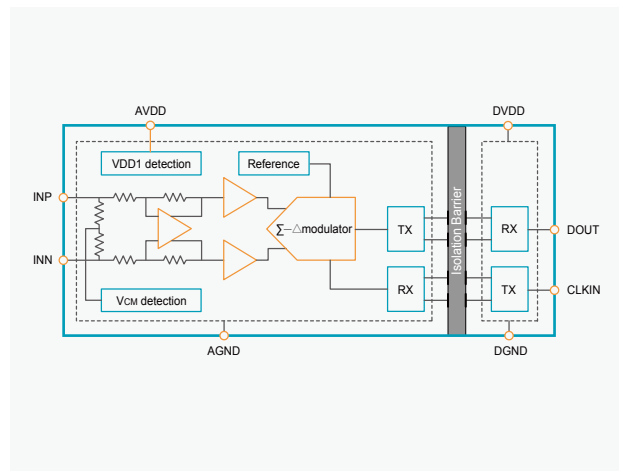 AVDD
DVDD
VDD1 detection
Reference
INP
INN
∑−△modulator
TX
RX
Isolation Barrier
RX
TX
DOUT
CLKIN
VCM detection
AGND
DGND